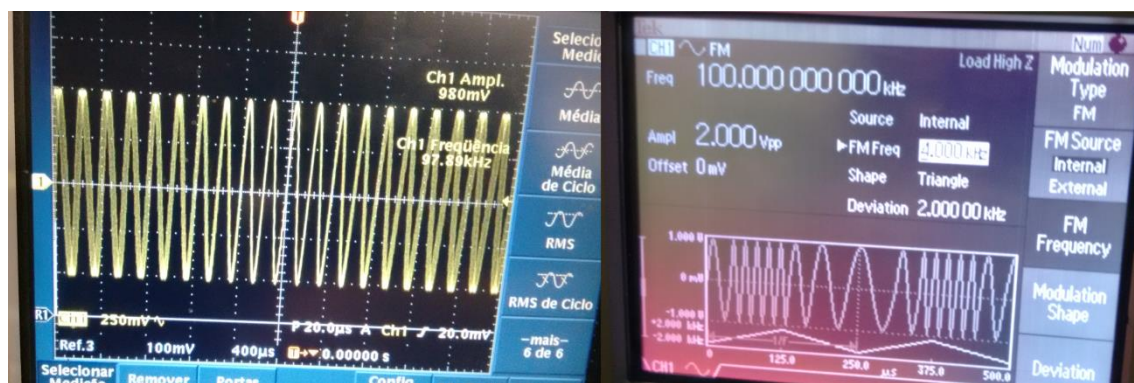 Ch1 Ampl.
980mV
Ch1 Freqüência
97.89kHz
1
R1
250mV
P 20.0µs A Ch1 20.0mV
Ref.3 100mV 400µs 0.00000 s
Média
Média
de Ciclo
RMS
RMS de Ciclo
-mais-
6 de 6
Selecionar
Remover
CH1 FM
Num
Load High Z
Freq 100.000 000 000 kHz
Source Internal
Ampl 2.000 Vpp
FM Freq 4.000 kHz
Offset 0 mV
Shape Triangle
Deviation 2.000 00 kHz
1.000 V
0 mV
-1.000 V
+2.000 kHz
-2.000 kHz
0 125.0 250.0 µs 375.0 500.0
CH1
Modulation
Type
FM
FM Source
Internal
External
FM
Frequency
Modulation
Shape
Deviation